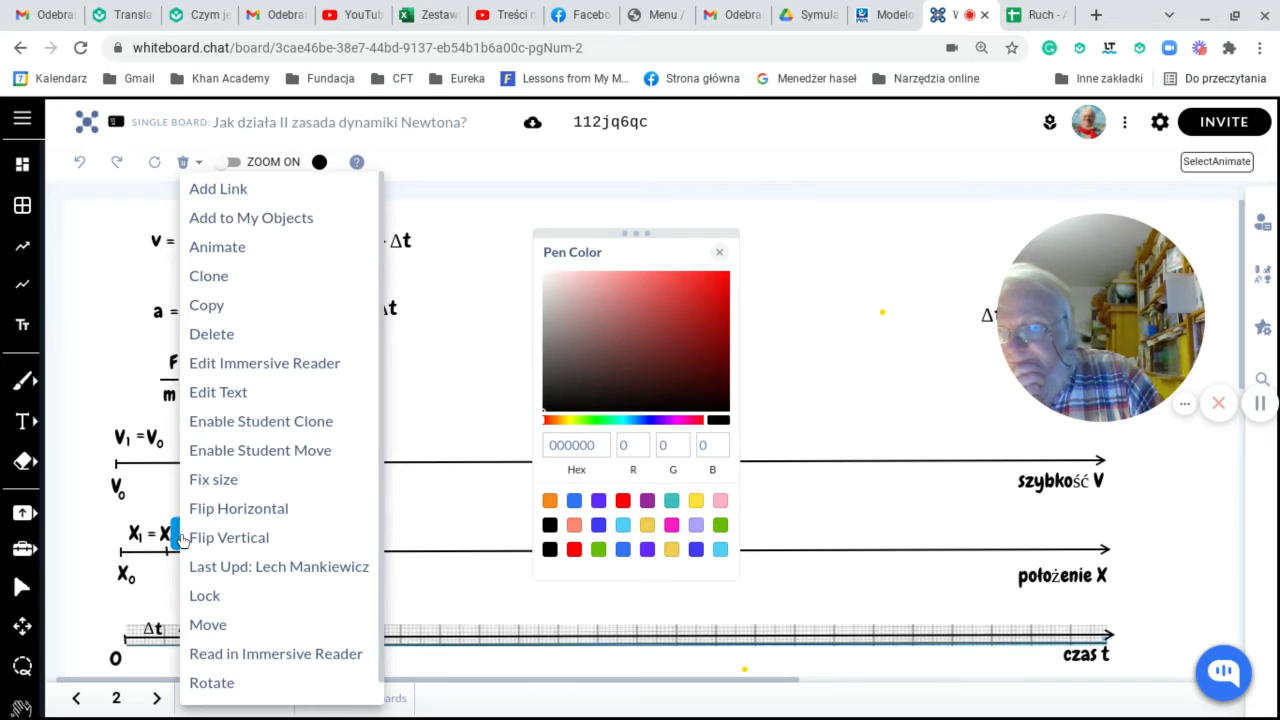 Odebra
Transla
Czym je
Odebra
YouTub
Zestaw
Treści r
Facebo
Menu /
Odebra
Symula
Modelo
V
Ruch - A
whiteboard.chat/board/3cae46be-38e7-44bd-9137-eb54b1b6a00c-pgNum-2
Kalendarz
Gmail
Khan Academy
Fundacja
CFT
Eureka
Lessons from My M...
Strona główna
Menedżer haseł
Narzędzia online
Inne zakładki
Do przeczytania
SINGLE BOARD: Jak działa II zasada dynamiki Newtona?
112jq6qc
INVITE
ZOOM ON
SelectAnimate
Add Link
Add to My Objects
Animate
Clone
Copy
Delete
Edit Immersive Reader
Edit Text
Enable Student Clone
Enable Student Move
Fix size
Flip Horizontal
Flip Vertical
Last Upd: Lech Mankiewicz
Lock
Move
Read in Immersive Reader
Rotate
v =
· Δt
a =
Δt
F
m
V₁ = V₀
V₀
X₁ = X
X₀
Δt
0
Pen Color
000000
0
0
0
Hex
R
G
B
Δt
szybkość V
położenie X
czas t
2
ards